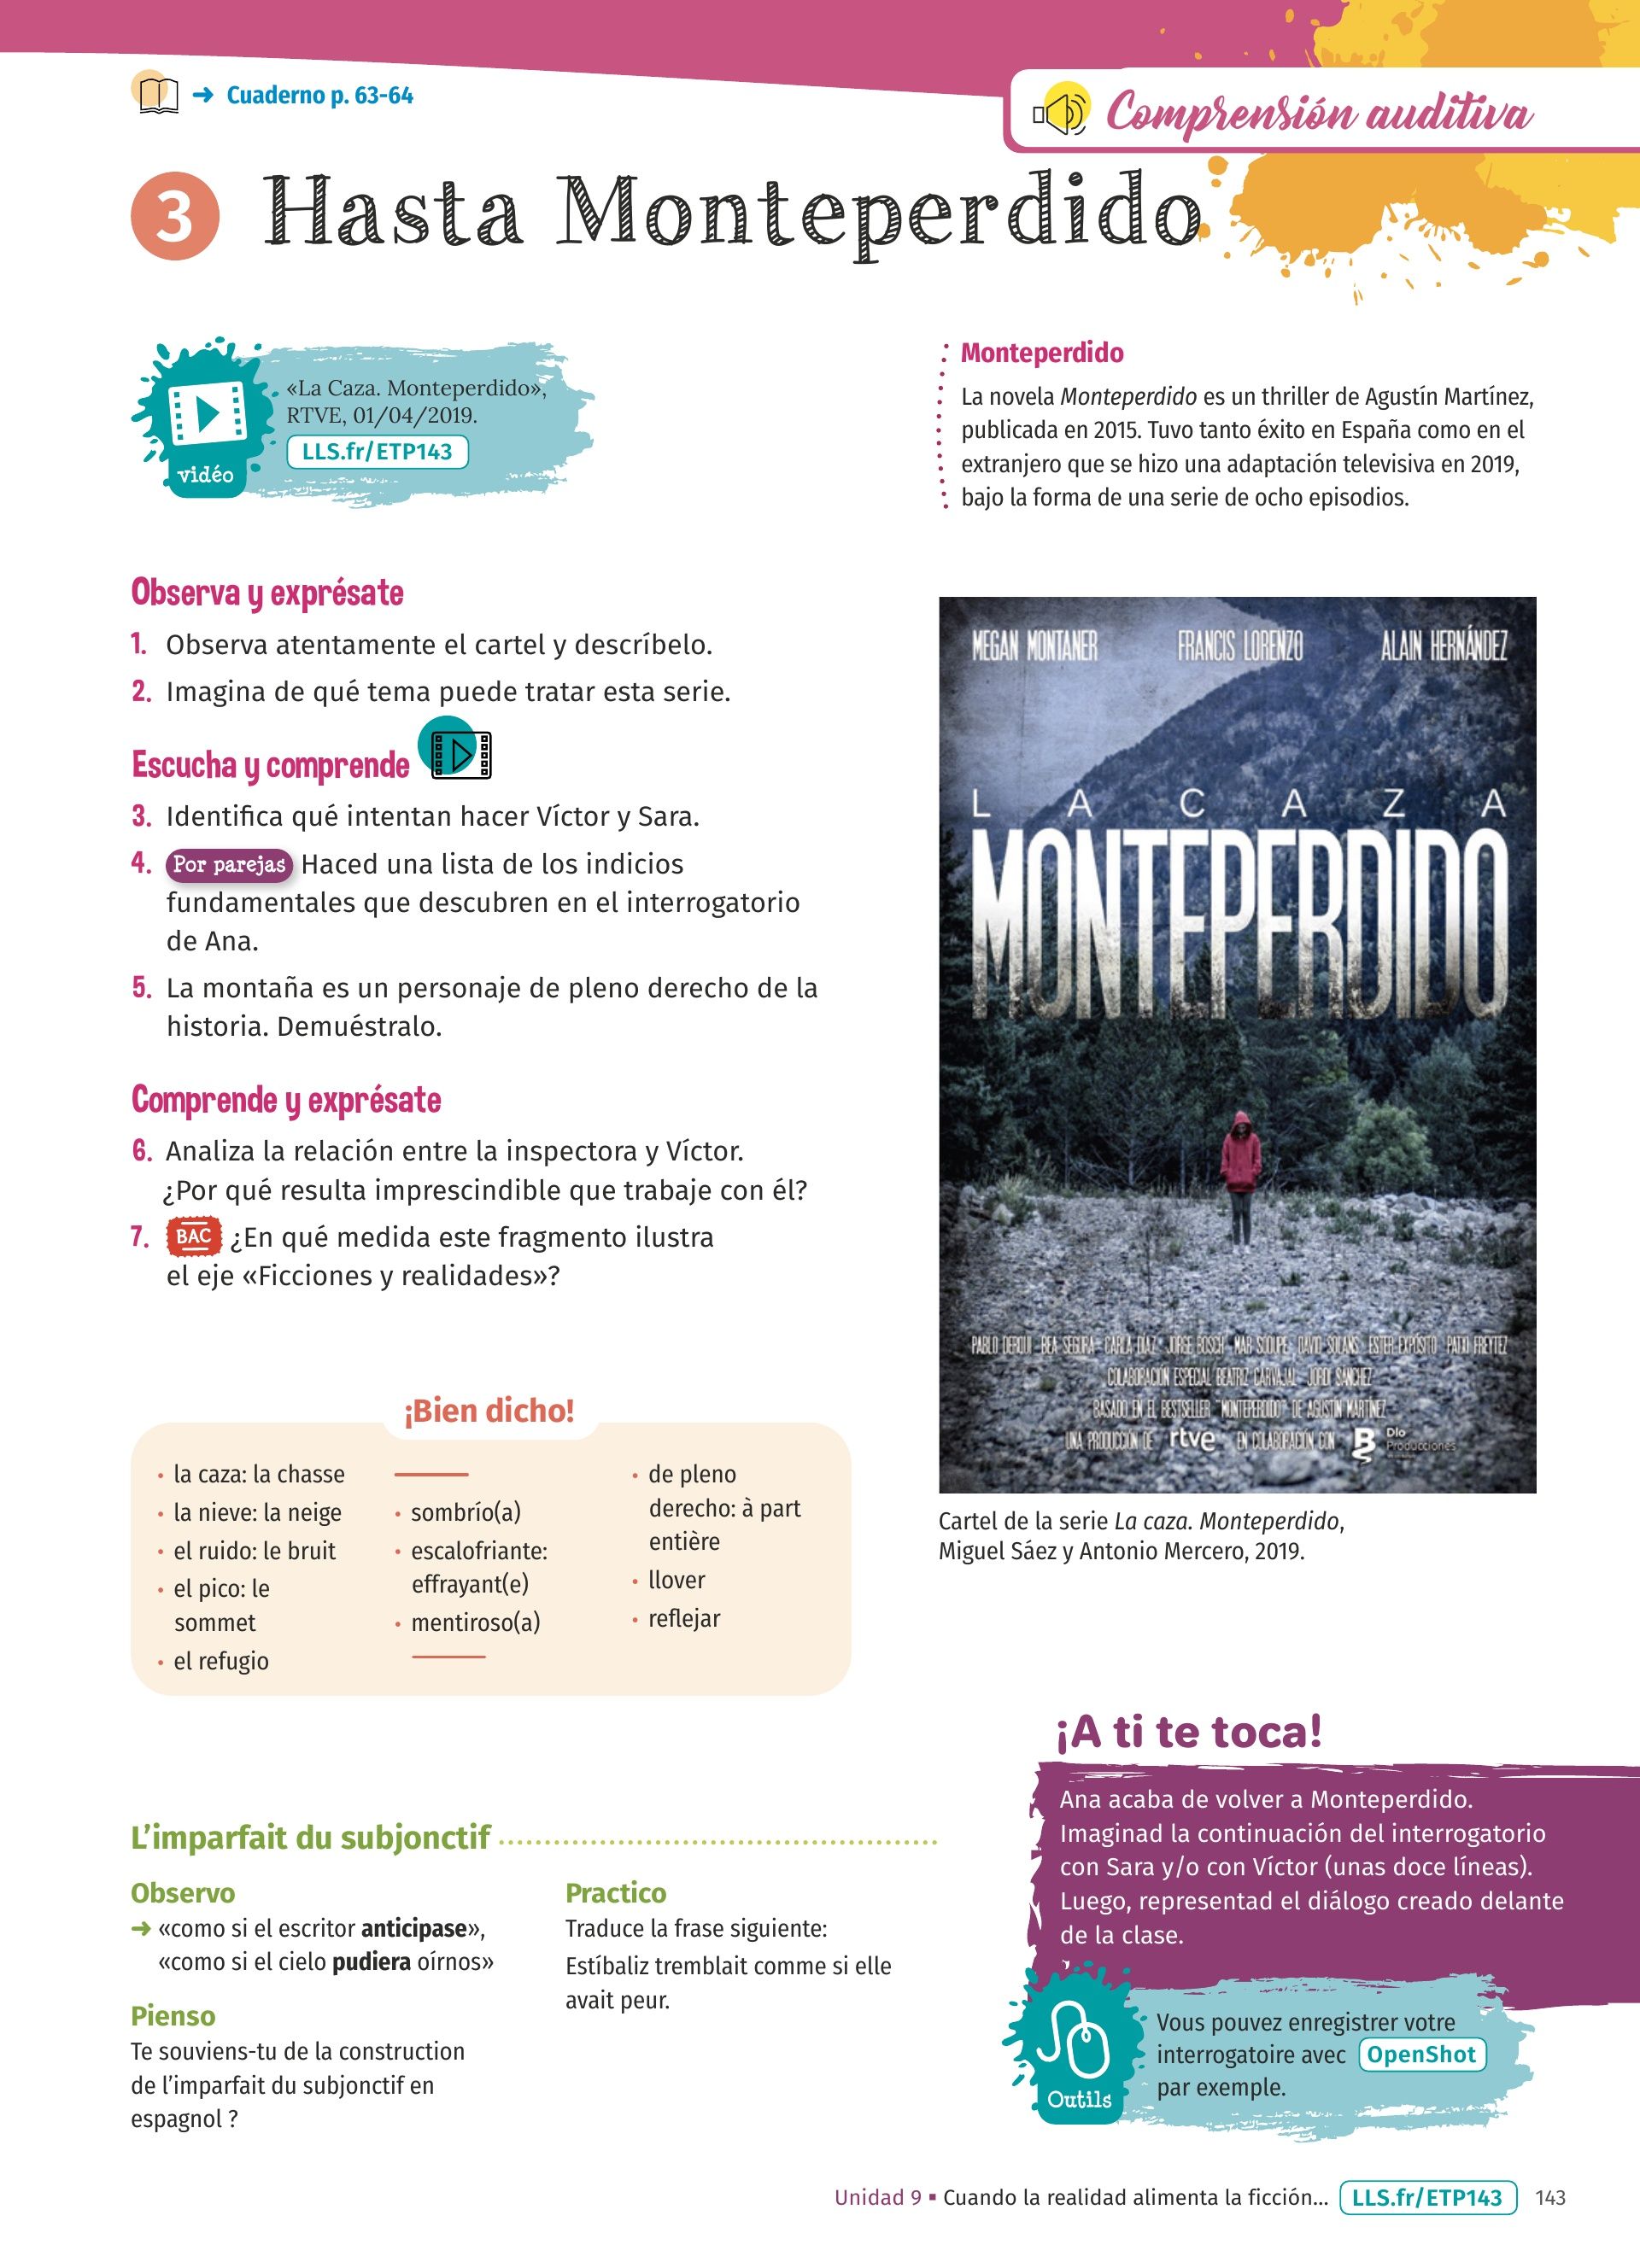 → Cuaderno p. 63-64
Comprensión auditiva
3 Hasta Monteperdido
«La Caza. Monteperdido»,
RTVE, 01/04/2019.
LLS.fr/ETP143
vidéo
Monteperdido
La novela Monteperdido es un thriller de Agustín Martínez,
publicada en 2015. Tuvo tanto éxito en España como en el
extranjero que se hizo una adaptación televisiva en 2019,
bajo la forma de una serie de ocho episodios.
Observa y exprésate
1. Observa atentamente el cartel y descríbelo.
2. Imagina de qué tema puede tratar esta serie.
Escucha y comprende
3. Identifica qué intentan hacer Víctor y Sara.
4. Por parejas Haced una lista de los indicios
fundamentales que descubren en el interrogatorio
de Ana.
5. La montaña es un personaje de pleno derecho de la
historia. Demuéstralo.
Comprende y exprésate
6. Analiza la relación entre la inspectora y Víctor.
¿Por qué resulta imprescindible que trabaje con él?
7. BAC ¿En qué medida este fragmento ilustra
el eje «Ficciones y realidades»?
MEGAN MONTANER FRANCIS LORENZO ALAIN HERNÁNDEZ
LA CAZA
MONTEPERDIDO
PABLO DERQUI BEA SEGURA CARLA DÍAZ JORGE BOSCH MAR SODUPE DAVID SOLANS ESTER EXPÓSITO PATXI FREYTEZ
COLABORACIÓN ESPECIAL BEATRIZ CARVAJAL JORDI SÁNCHEZ
BASADO EN EL BESTSELLER "MONTEPERDIDO" DE AGUSTÍN MARTÍNEZ
UNA PRODUCCIÓN DE rtve EN COLABORACIÓN CON Dlo
Producciones
Cartel de la serie La caza. Monteperdido,
Miguel Sáez y Antonio Mercero, 2019.
¡Bien dicho!
• la caza: la chasse
• la nieve: la neige
• el ruido: le bruit
• el pico: le
sommet
• el refugio
• sombrío(a)
• escalofriante:
effrayant(e)
• mentiroso(a)
• de pleno
derecho: à part
entière
• llover
• reflejar
L'imparfait du subjonctif
Observo
→ «como si el escritor anticipase»,
«como si el cielo pudiera oírnos»
Pienso
Te souviens-tu de la construction
de l'imparfait du subjonctif en
espagnol ?
Practico
Traduce la frase siguiente:
Estíbaliz tremblait comme si elle
avait peur.
¡A ti te toca!
Ana acaba de volver a Monteperdido.
Imaginad la continuación del interrogatorio
con Sara y/o con Víctor (unas doce líneas).
Luego, representad el diálogo creado delante
de la clase.
Vous pouvez enregistrer votre
interrogatoire avec OpenShot
par exemple.
Outils
Unidad 9 ▪ Cuando la realidad alimenta la ficción... LLS.fr/ETP143 143